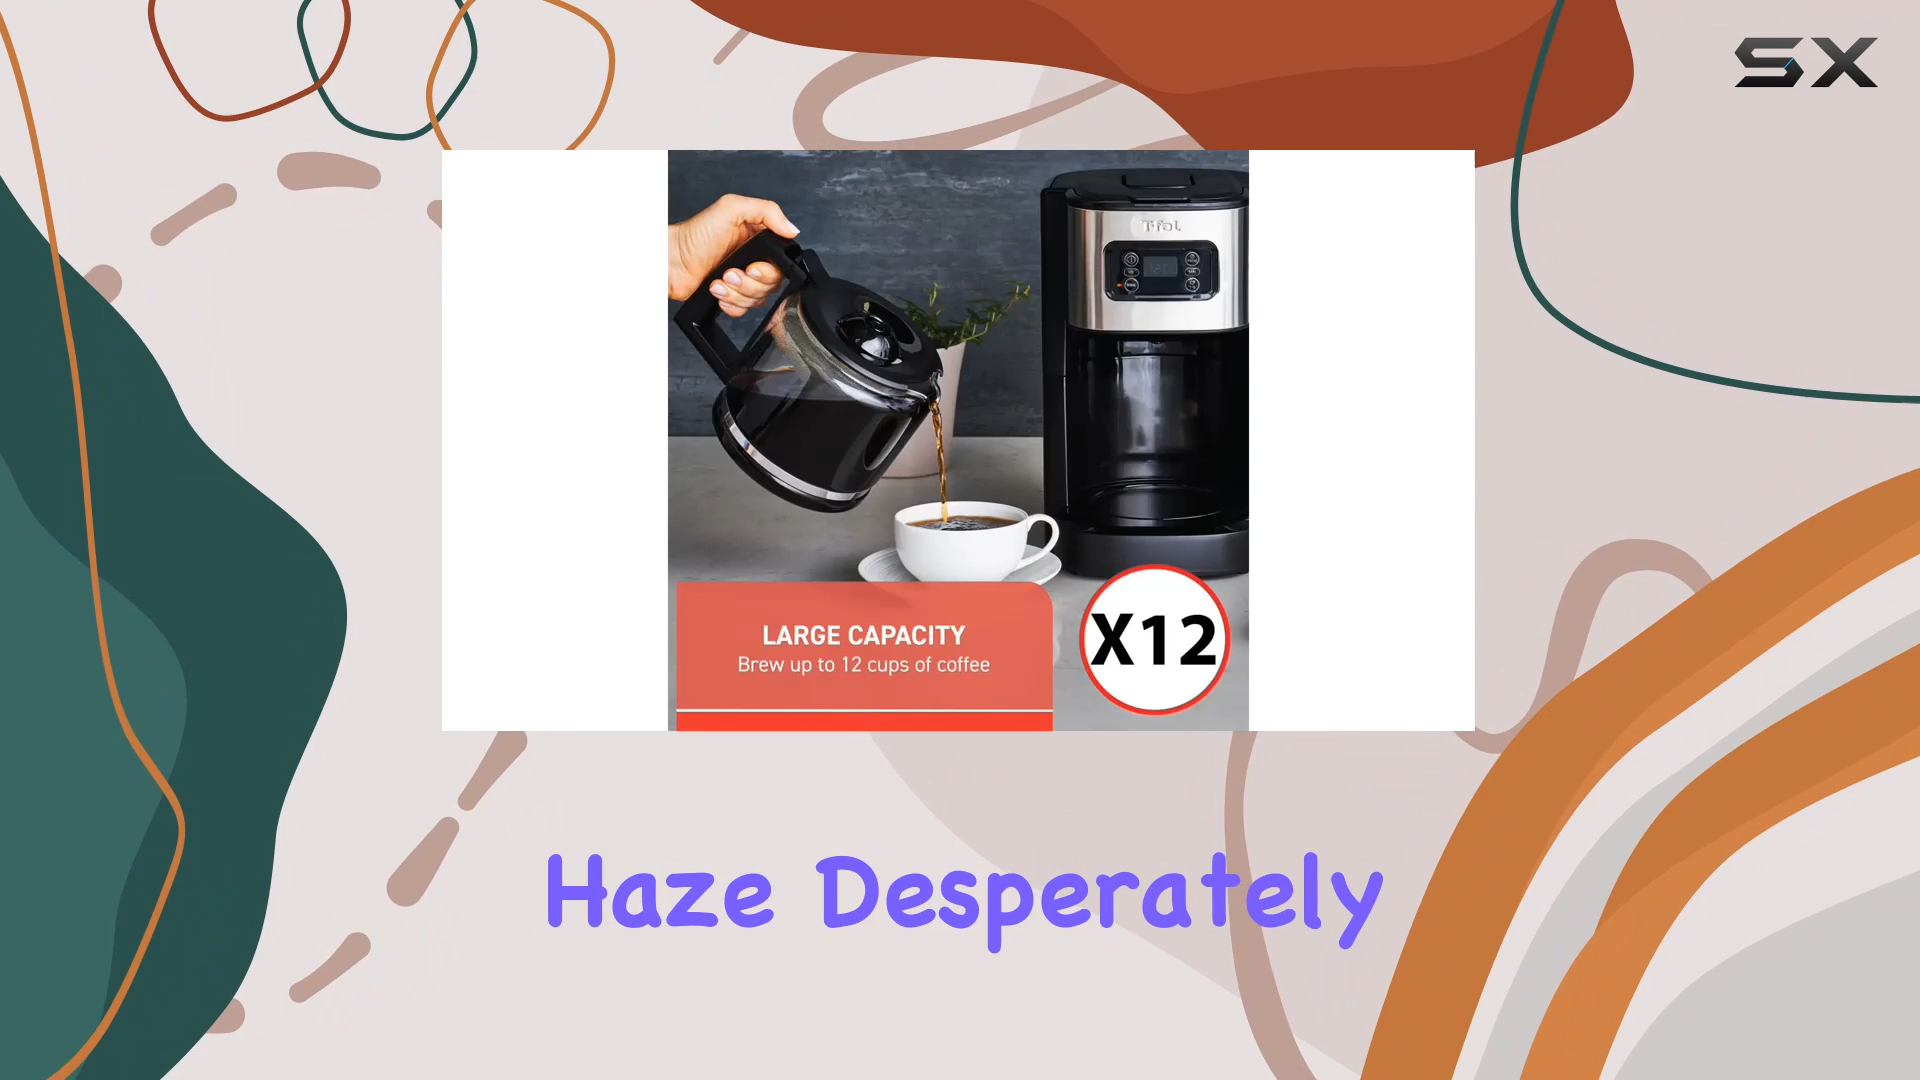 SX
T-fal
LARGE CAPACITY
Brew up to 12 cups of coffee
X12
Haze Desperately